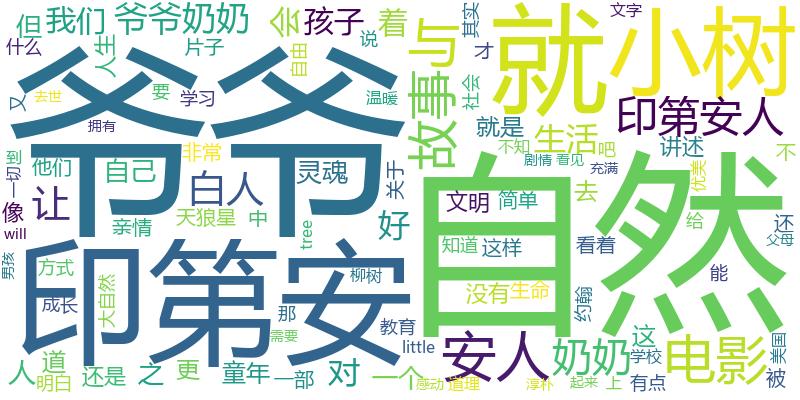 但
我们
爷爷奶奶
会
孩子
着
说
其实
文字
什么
人生
片子
自由
才
与
就
小树
又
去世
要
学习
温暖
社会
故事
爷爷
印第安人
拥有
就是
生活
吧
讲述
不
一切
到
他们
自己
非常
灵魂
关于
不知
剧情
看见
充满
优美
像
让
白人
文明
简单
去
给
还
父母
will
亲情
天狼星
中
好
tree
自然
男孩
方式
大自然
印第安
知道
这样
看着
能
柳树
没有
生命
约翰
成长
那
教育
需要
little
安人
奶奶
这
学校
电影
美国
被
人
道
明白
还是
之
更
童年
一部
对
一个
感动
道理
淳朴
起来
上
有点